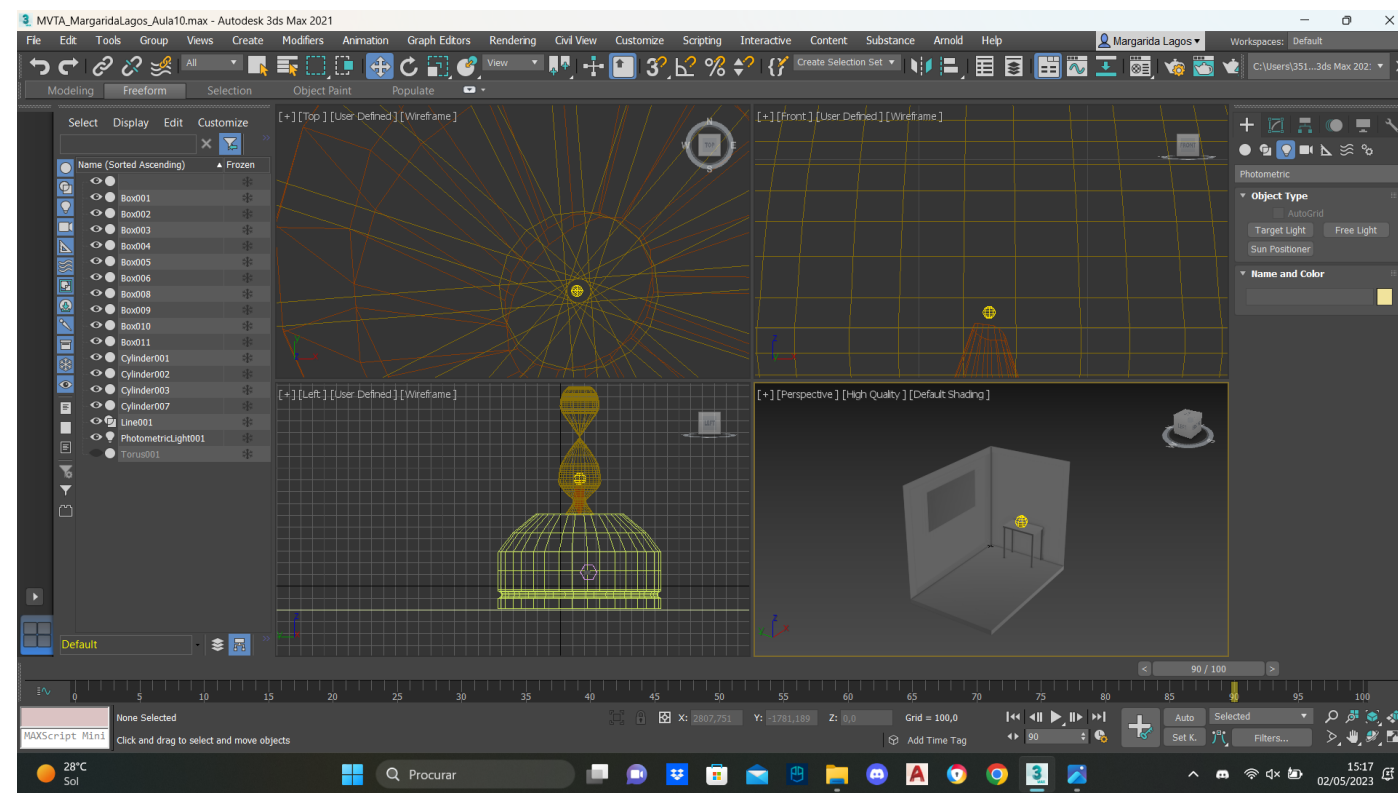 3 MVTA_MargaridaLagos_Aula10.max - Autodesk 3ds Max 2021
File Edit Tools Group Views Create Modifiers Animation Graph Editors Rendering Civil View Customize Scripting Interactive Content Substance Arnold Help Margarida Lagos Workspaces: Default
All View Create Selection Set C:\Users\351...3ds Max 202:
Modeling Freeform Selection Object Paint Populate
Select Display Edit Customize
Name (Sorted Ascending) Frozen
Box001
Box002
Box003
Box004
Box005
Box006
Box008
Box009
Box010
Box011
Cylinder001
Cylinder002
Cylinder003
Cylinder007
Line001
PhotometricLight001
Torus001
Default
[+] [Top ] [User Defined ] [Wireframe ]
N
W TOP E
S
[+] [Front ] [User Defined ] [Wireframe ]
[+] [Left ] [User Defined ] [Wireframe ]
LEFT
[+] [Perspective ] [High Quality ] [Default Shading ]
Photometric
Object Type
AutoGrid
Target Light Free Light
Sun Positioner
Name and Color
< 90 / 100 >
0 5 10 15 20 25 30 35 40 45 50 55 60 65 70 75 80 85 90 95 100
None Selected X: 2807,751 Y: -1781,189 Z: 0,0 Grid = 100,0 Auto Selected
MAXScript Mini Click and drag to select and move objects Add Time Tag 90 Set K. Filters...
28°C
Sol
Procurar
15:17
02/05/2023